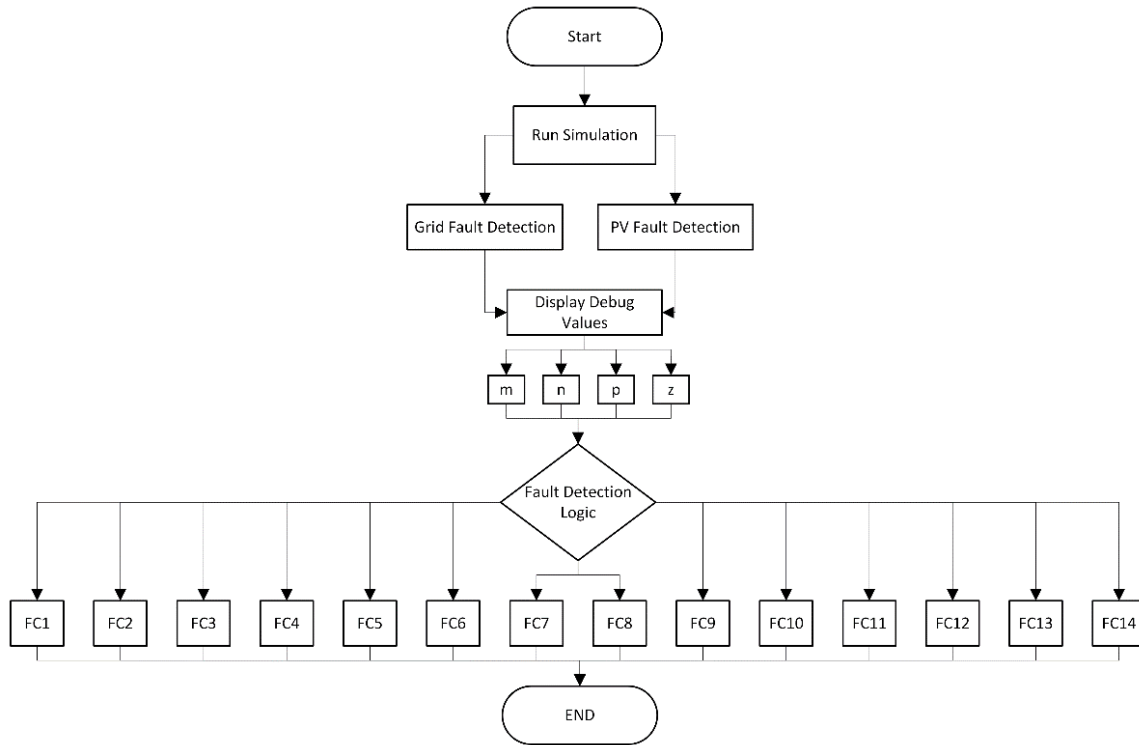 Start
Run Simulation
Grid Fault Detection
PV Fault Detection
Display Debug
Values
m
n
p
z
Fault Detection
Logic
FC1
FC2
FC3
FC4
FC5
FC6
FC7
FC8
FC9
FC10
FC11
FC12
FC13
FC14
END